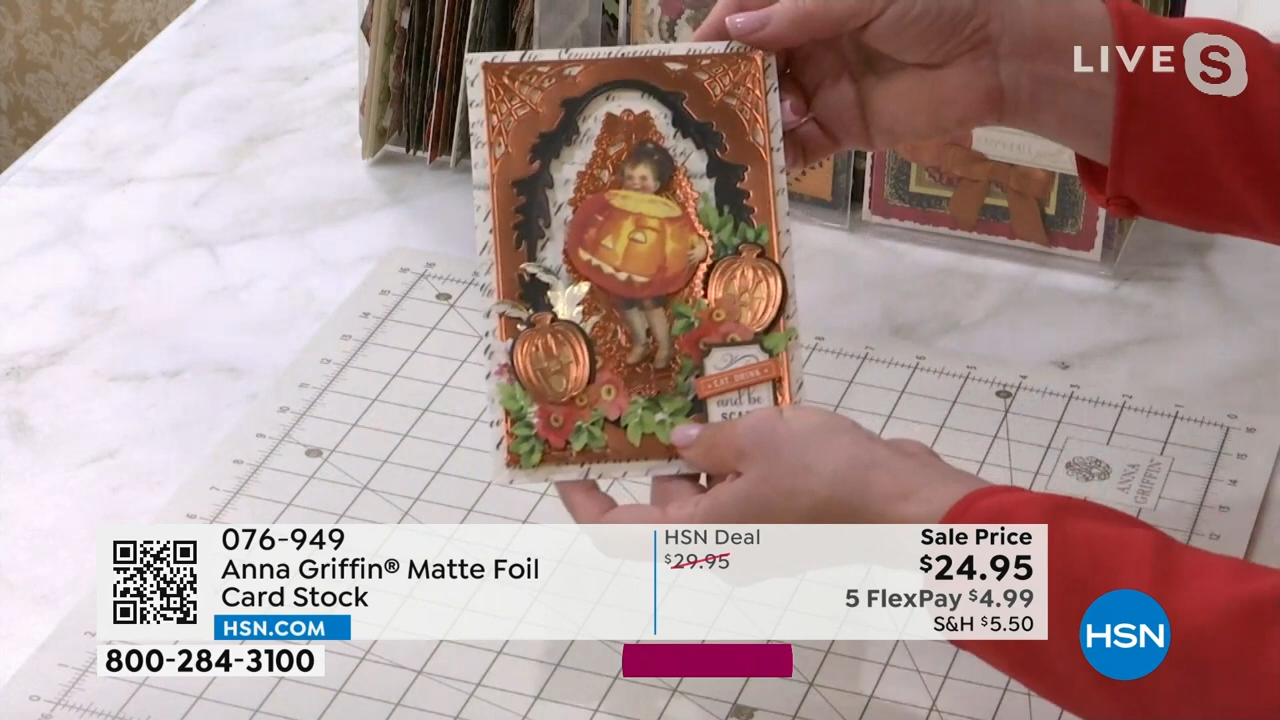 LIVE S
EAT, DRINK
and be
ANNA
GRIFFIN
076-949
Anna Griffin® Matte Foil
Card Stock
HSN.COM
800-284-3100
HSN Deal
$29.95
Sale Price
$24.95
5 FlexPay $4.99
S&H $5.50
HSN